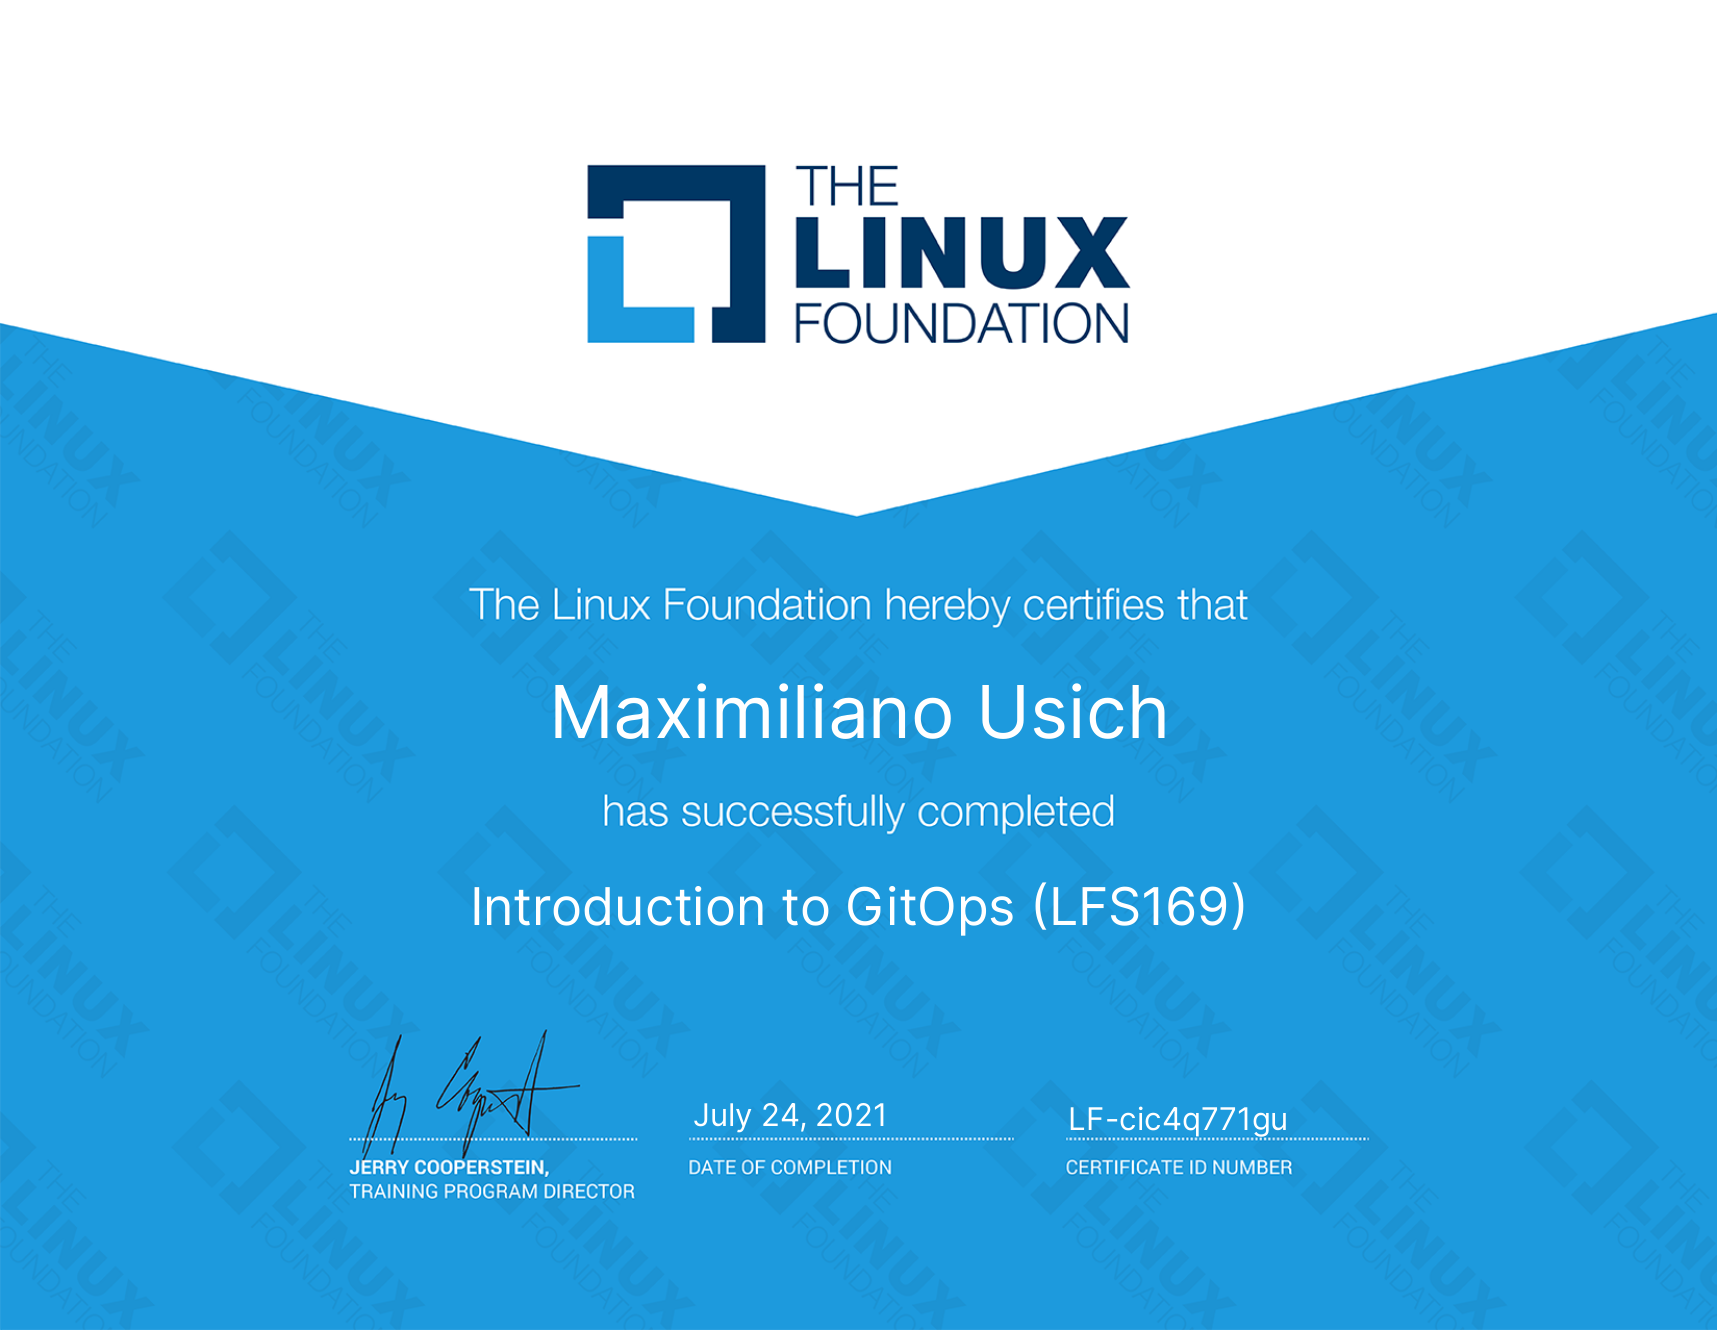 THE
LINUX
FOUNDATION
The Linux Foundation hereby certifies that
Maximiliano Usich
has successfully completed
Introduction to GitOps (LFS169)
July 24, 2021
LF-cic4q771gu
JERRY COOPERSTEIN,
TRAINING PROGRAM DIRECTOR
DATE OF COMPLETION
CERTIFICATE ID NUMBER